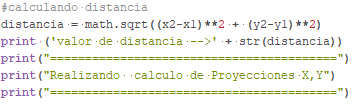 #calculando distancia
distancia := math.sqrt((x2-x1)**2 + (y2-y1)**2)
print ('valor de distancia -->' + str(distancia))
print("====================================")
print("Realizando  calculo de Proyecciones X,Y")
print("====================================")